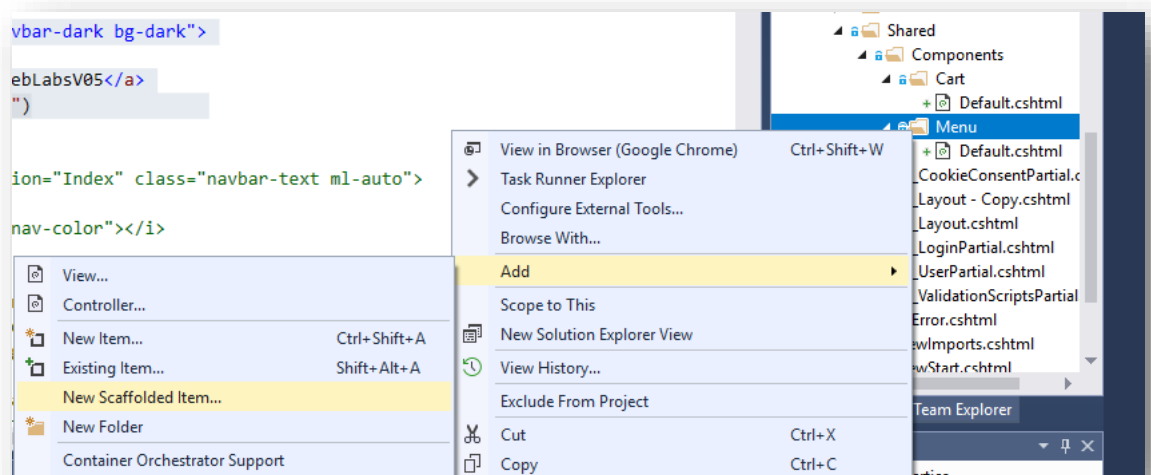 vbar-dark bg-dark">
ebLabsV05</a>
")
ion="Index" class="navbar-text ml-auto">
nav-color"></i>
Shared
Components
Cart
Default.cshtml
Menu
Default.cshtml
_CookieConsentPartial.c
_Layout - Copy.cshtml
_Layout.cshtml
_LoginPartial.cshtml
_UserPartial.cshtml
_ValidationScriptsPartial
Error.cshtml
ewImports.cshtml
ewStart.cshtml
Team Explorer
View in Browser (Google Chrome) Ctrl+Shift+W
Task Runner Explorer
Configure External Tools...
Browse With...
Add
Scope to This
New Solution Explorer View
View History...
Exclude From Project
Cut Ctrl+X
Copy Ctrl+C
View...
Controller...
New Item... Ctrl+Shift+A
Existing Item... Shift+Alt+A
New Scaffolded Item...
New Folder
Container Orchestrator Support